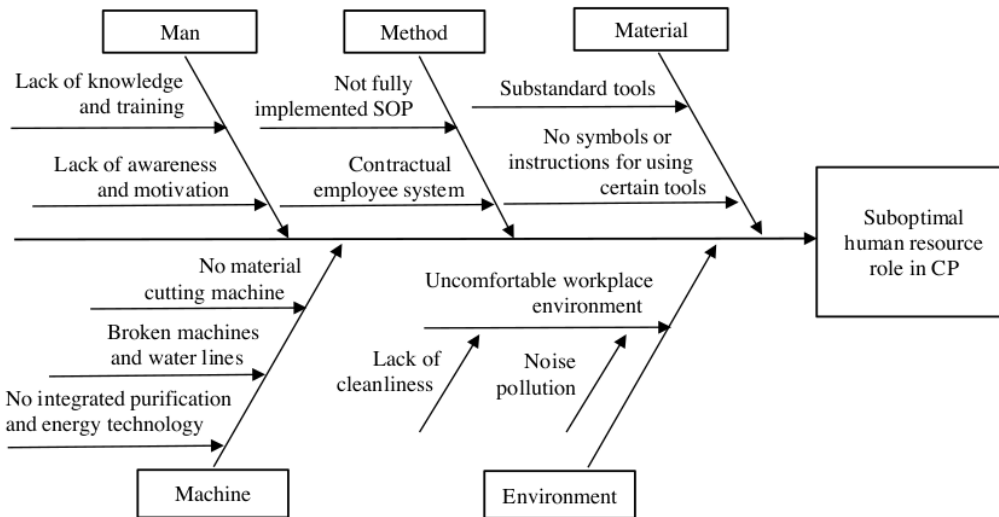 Man
Method
Material
Lack of knowledge
and training
Lack of awareness
and motivation
Not fully
implemented SOP
Contractual
employee system
Substandard tools
No symbols or
instructions for using
certain tools
Suboptimal
human resource
role in CP
No material
cutting machine
Broken machines
and water lines
No integrated purification
and energy technology
Uncomfortable workplace
environment
Lack of
cleanliness
Noise
pollution
Machine
Environment